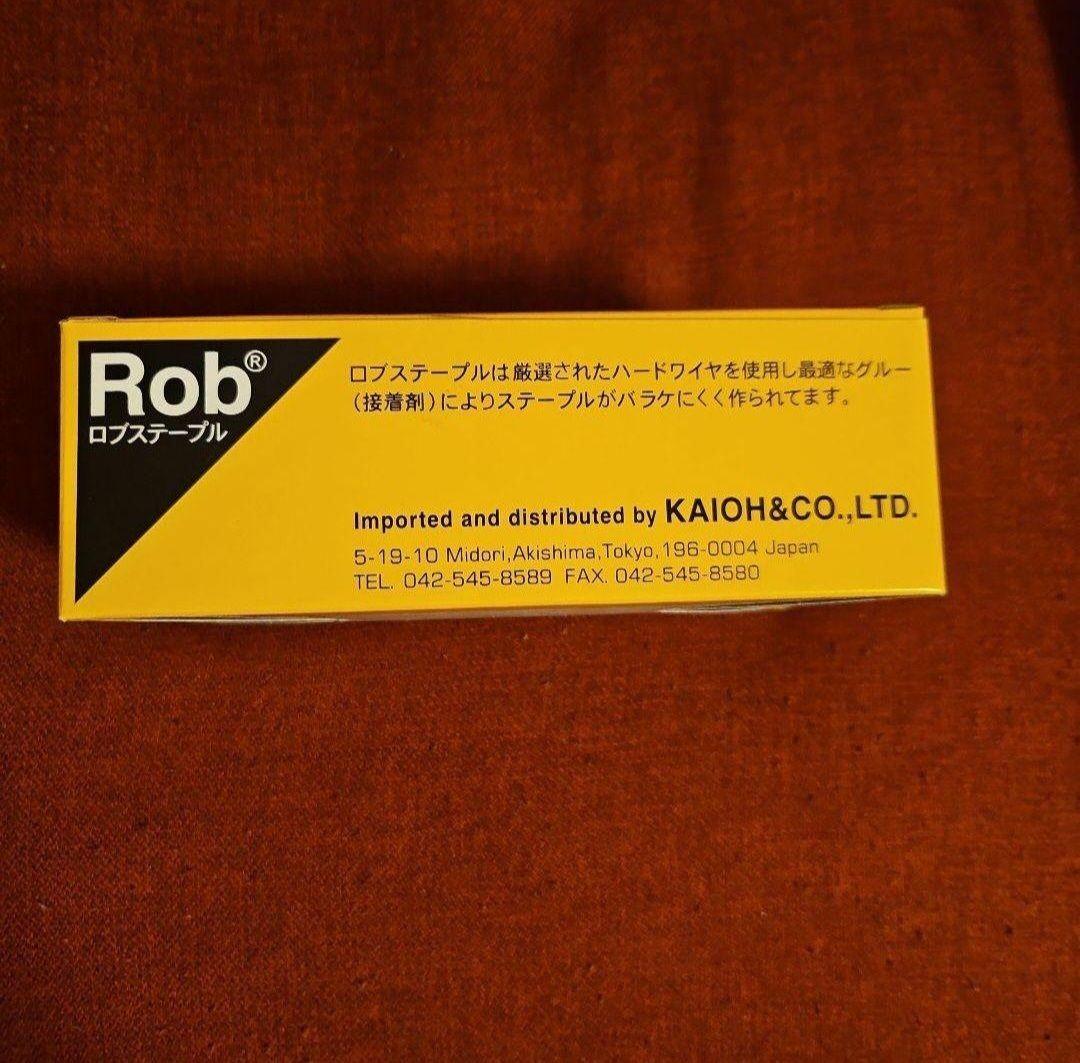 Rob®
ロブステープル
ロブステープルは厳選されたハードワイヤを使用し最適なグルー
(接着剤)によりステープルがバラケにくく作られてます。
Imported and distributed by KAIOH&CO.,LTD.
5-19-10 Midori,Akishima,Tokyo,196-0004 Japan
TEL. 042-545-8589 FAX. 042-545-8580